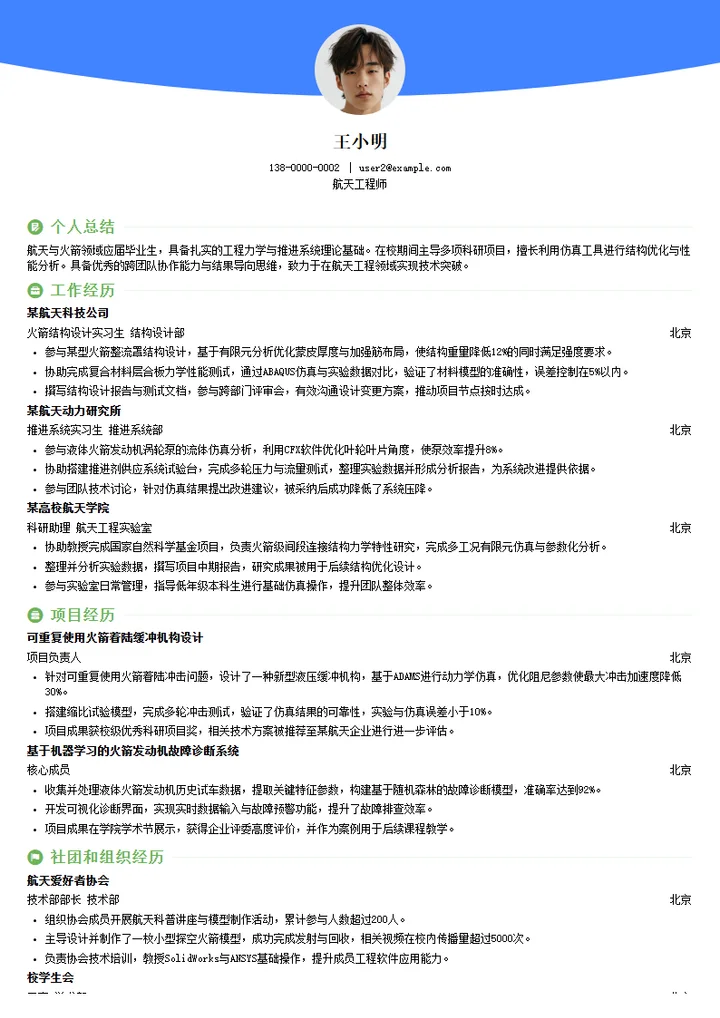 王小明
138-0000-0002 | user2@example.com
航天工程师
个人总结
航天与火箭领域应届毕业生，具备扎实的工程力学与推进系统理论基础。在校期间主导多项科研项目，擅长利用仿真工具进行结构优化与性
能分析。具备优秀的跨团队协作能力与结果导向思维，致力于在航天工程领域实现技术突破。
工作经历
某航天科技公司
火箭结构设计实习生 结构设计部 北京
• 参与某型火箭整流罩结构设计，基于有限元分析优化蒙皮厚度与加强筋布局，使结构重量降低12%的同时满足强度要求。
• 协助完成复合材料层合板力学性能测试，通过ABAQUS仿真与实验数据对比，验证了材料模型的准确性，误差控制在5%以内。
• 撰写结构设计报告与测试文档，参与跨部门评审会，有效沟通设计变更方案，推动项目节点按时达成。
某航天动力研究所
推进系统实习生 推进系统部 北京
• 参与液体火箭发动机涡轮泵的流体仿真分析，利用CFX软件优化叶轮叶片角度，使泵效率提升8%。
• 协助搭建推进剂供应系统试验台，完成多轮压力与流量测试，整理实验数据并形成分析报告，为系统改进提供依据。
• 参与团队技术讨论，针对仿真结果提出改进建议，被采纳后成功降低了系统压降。
某高校航天学院
科研助理 航天工程实验室 北京
• 协助教授完成国家自然科学基金项目，负责火箭级间段连接结构力学特性研究，完成多工况有限元仿真与参数化分析。
• 整理并分析实验数据，撰写项目中期报告，研究成果被用于后续结构优化设计。
• 参与实验室日常管理，指导低年级本科生进行基础仿真操作，提升团队整体效率。
项目经历
可重复使用火箭着陆缓冲机构设计
项目负责人 北京
• 针对可重复使用火箭着陆冲击问题，设计了一种新型液压缓冲机构，基于ADAMS进行动力学仿真，优化阻尼参数使最大冲击加速度降低
30%。
• 搭建缩比试验模型，完成多轮冲击测试，验证了仿真结果的可靠性，实验与仿真误差小于10%。
• 项目成果获校级优秀科研项目奖，相关技术方案被推荐至某航天企业进行进一步评估。
基于机器学习的火箭发动机故障诊断系统
核心成员 北京
• 收集并处理液体火箭发动机历史试车数据，提取关键特征参数，构建基于随机森林的故障诊断模型，准确率达到92%。
• 开发可视化诊断界面，实现实时数据输入与故障预警功能，提升了故障排查效率。
• 项目成果在学院学术节展示，获得企业评委高度评价，并作为案例用于后续课程教学。
社团和组织经历
航天爱好者协会
技术部部长 技术部 北京
• 组织协会成员开展航天科普讲座与模型制作活动，累计参与人数超过200人。
• 主导设计并制作了一枚小型探空火箭模型，成功完成发射与回收，相关视频在校内传播量超过5000次。
• 负责协会技术培训，教授SolidWorks与ANSYS基础操作，提升成员工程软件应用能力。
校学生会